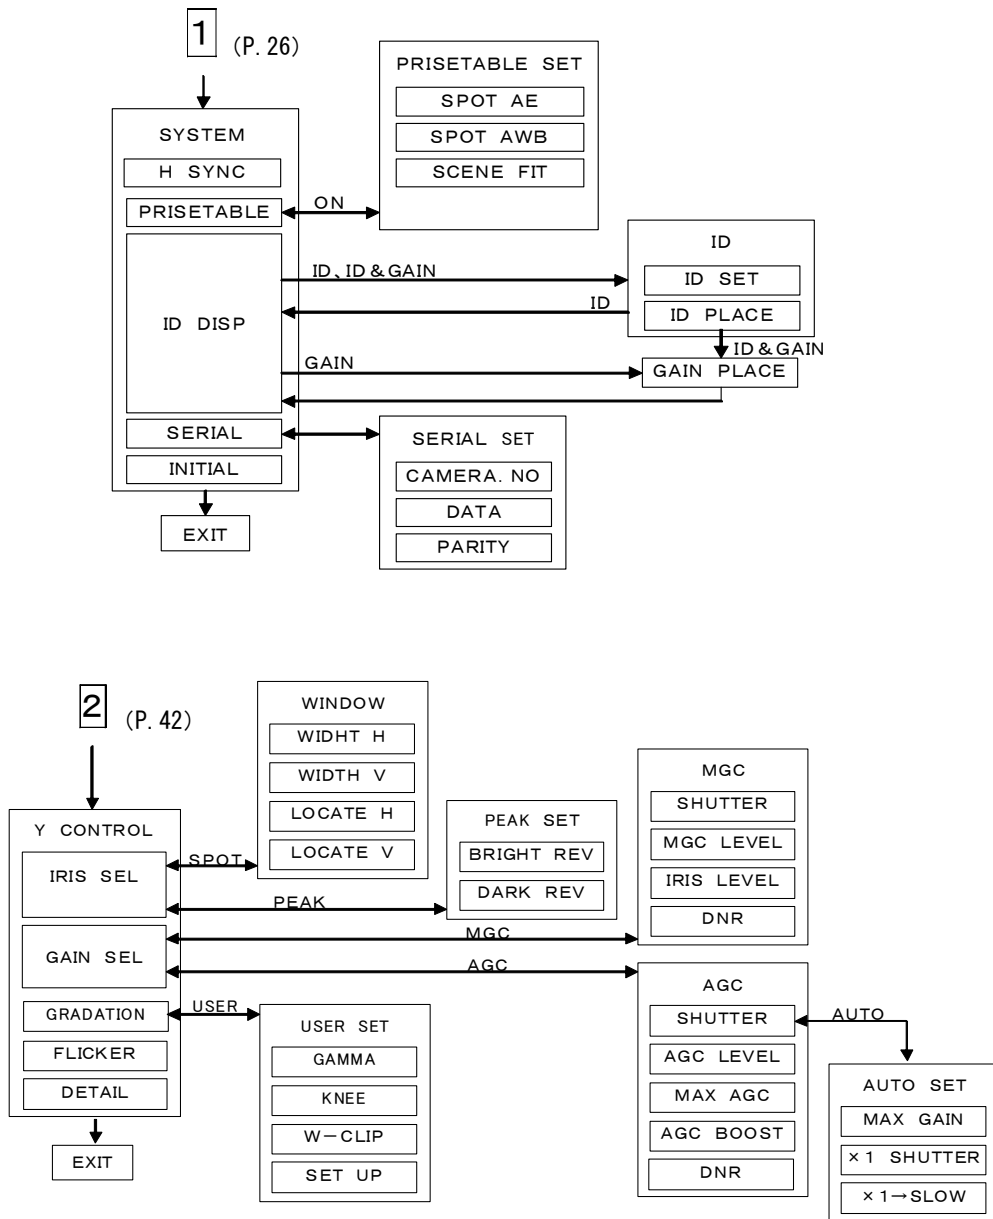 1 (P. 26)
SYSTEM
H SYNC
PRISETABLE
ID DISP
SERIAL
INITIAL
EXIT
ON
PRISETABLE SET
SPOT AE
SPOT AWB
SCENE FIT
ID、ID & GAIN
ID
GAIN
ID
ID SET
ID PLACE
ID & GAIN
GAIN PLACE
SERIAL SET
CAMERA. NO
DATA
PARITY
2 (P. 42)
Y CONTROL
IRIS SEL
GAIN SEL
GRADATION
FLICKER
DETAIL
EXIT
SPOT
WINDOW
WIDHT H
WIDTH V
LOCATE H
LOCATE V
PEAK
PEAK SET
BRIGHT REV
DARK REV
MGC
MGC
SHUTTER
MGC LEVEL
IRIS LEVEL
DNR
AGC
AGC
SHUTTER
AGC LEVEL
MAX AGC
AGC BOOST
DNR
USER
USER SET
GAMMA
KNEE
W－CLIP
SET UP
AUTO
AUTO SET
MAX GAIN
×1 SHUTTER
×1→SLOW